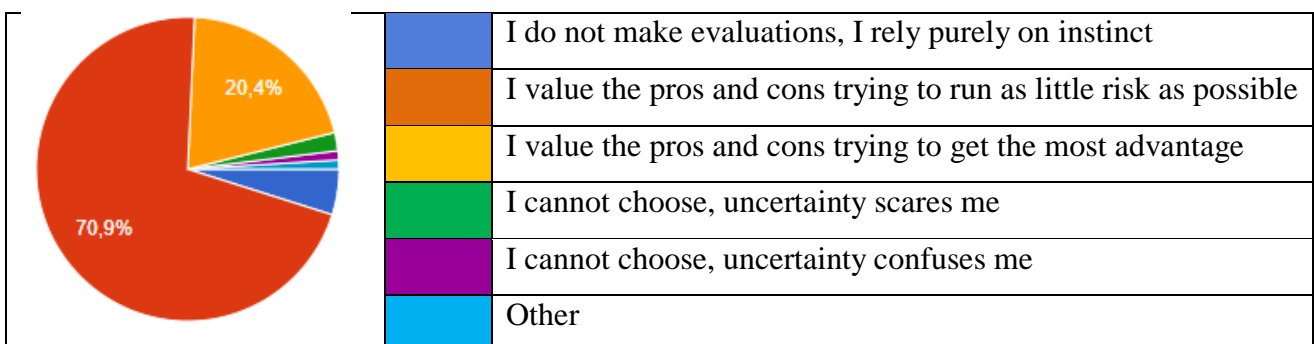 20,4%
70,9%
I do not make evaluations, I rely purely on instinct
I value the pros and cons trying to run as little risk as possible
I value the pros and cons trying to get the most advantage
I cannot choose, uncertainty scares me
I cannot choose, uncertainty confuses me
Other